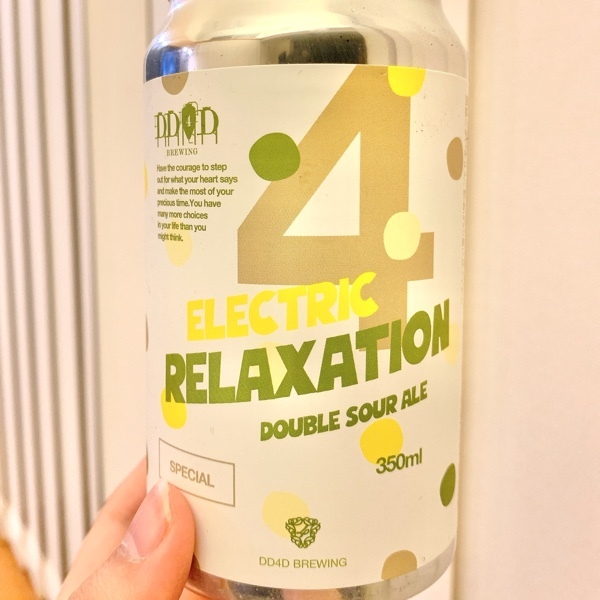 DD4D
BREWING
Have the courage to step
out for what your heart says
and make the most of your
precious time.You have
many more choices
in your life than you
might think.
4
ELECTRIC
RELAXATION
DOUBLE SOUR ALE
350ml
SPECIAL
DD4D BREWING